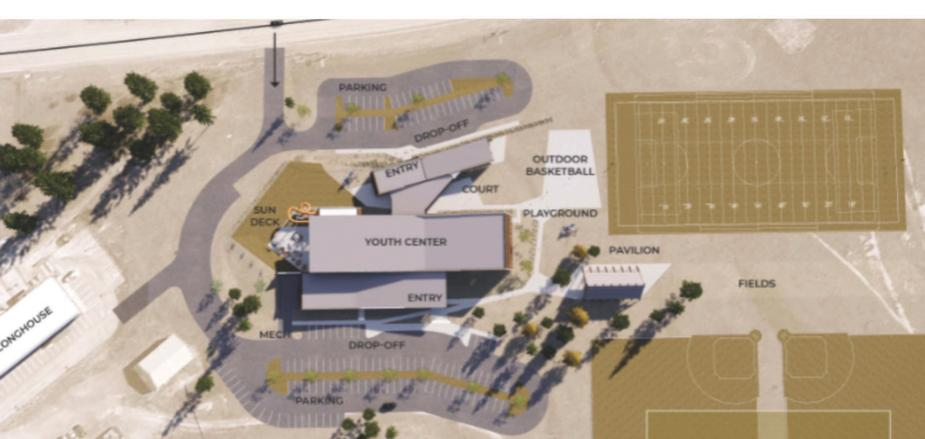 PARKING
DROP-OFF
ENTRY
OUTDOOR
BASKETBALL
COURT
SUN
DECK
PLAYGROUND
YOUTH CENTER
PAVILION
FIELDS
ENTRY
ONGHOUSE
MECH
DROP-OFF
PARKING